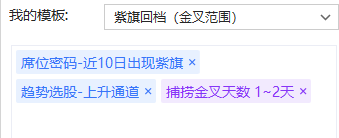 我的模板: 紫旗回档（金叉范围）
席位密码-近10日出现紫旗 ×
趋势选股-上升通道 × 捕捞金叉天数 1~2天 ×